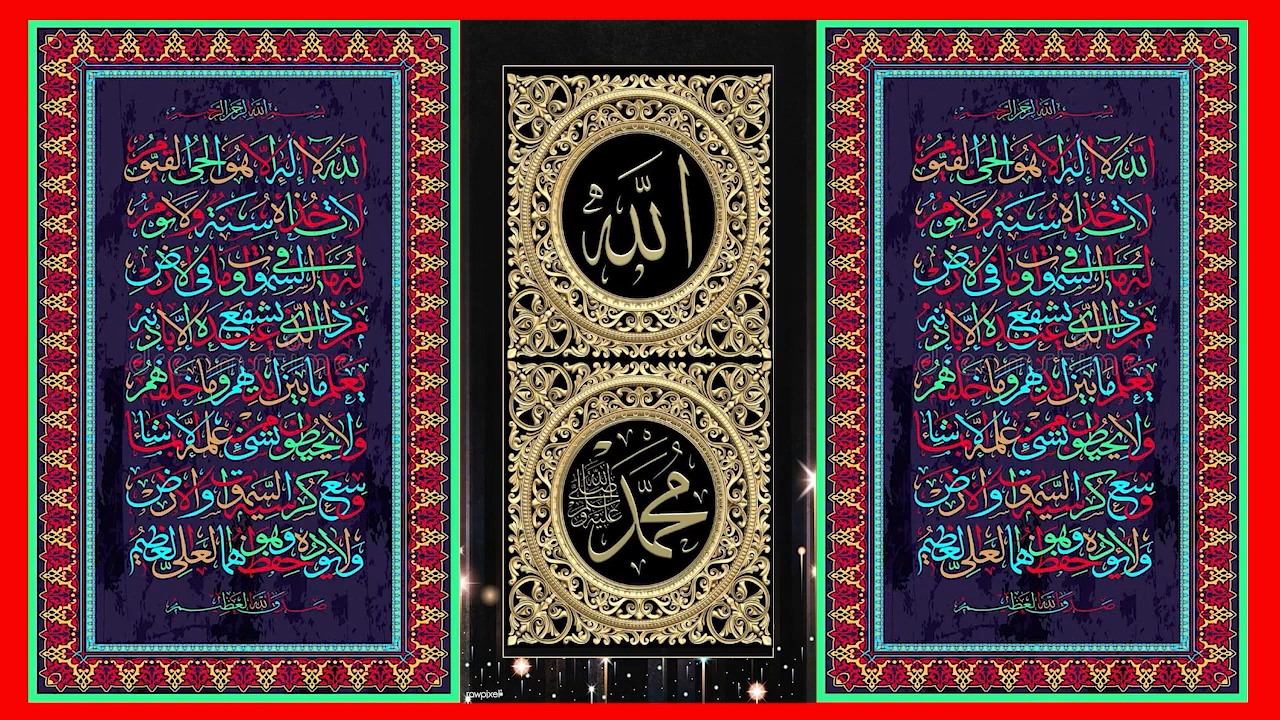 بسم الله الرحمن الرحيم
الله لا إله إلا هو الحي القيوم
لا تأخذه سنة ولا نوم
له ما في السموت وما في الأرض
من ذا الذي يشفع عنده إلا بإذنه
يعلم ما بين أيديهم وما خلفهم
ولا يحيطون بشيء من علمه إلا بما شاء
وسع كرسيه السموت والأرض
ولا يؤده حفظهما وهو العلي العظيم
صدق الله العظيم
الله
محمد
صلى الله عليه وسلم
rawpixel
بسم الله الرحمن الرحيم
الله لا إله إلا هو الحي القيوم
لا تأخذه سنة ولا نوم
له ما في السموت وما في الأرض
من ذا الذي يشفع عنده إلا بإذنه
يعلم ما بين أيديهم وما خلفهم
ولا يحيطون بشيء من علمه إلا بما شاء
وسع كرسيه السموت والأرض
ولا يؤده حفظهما وهو العلي العظيم
صدق الله العظيم